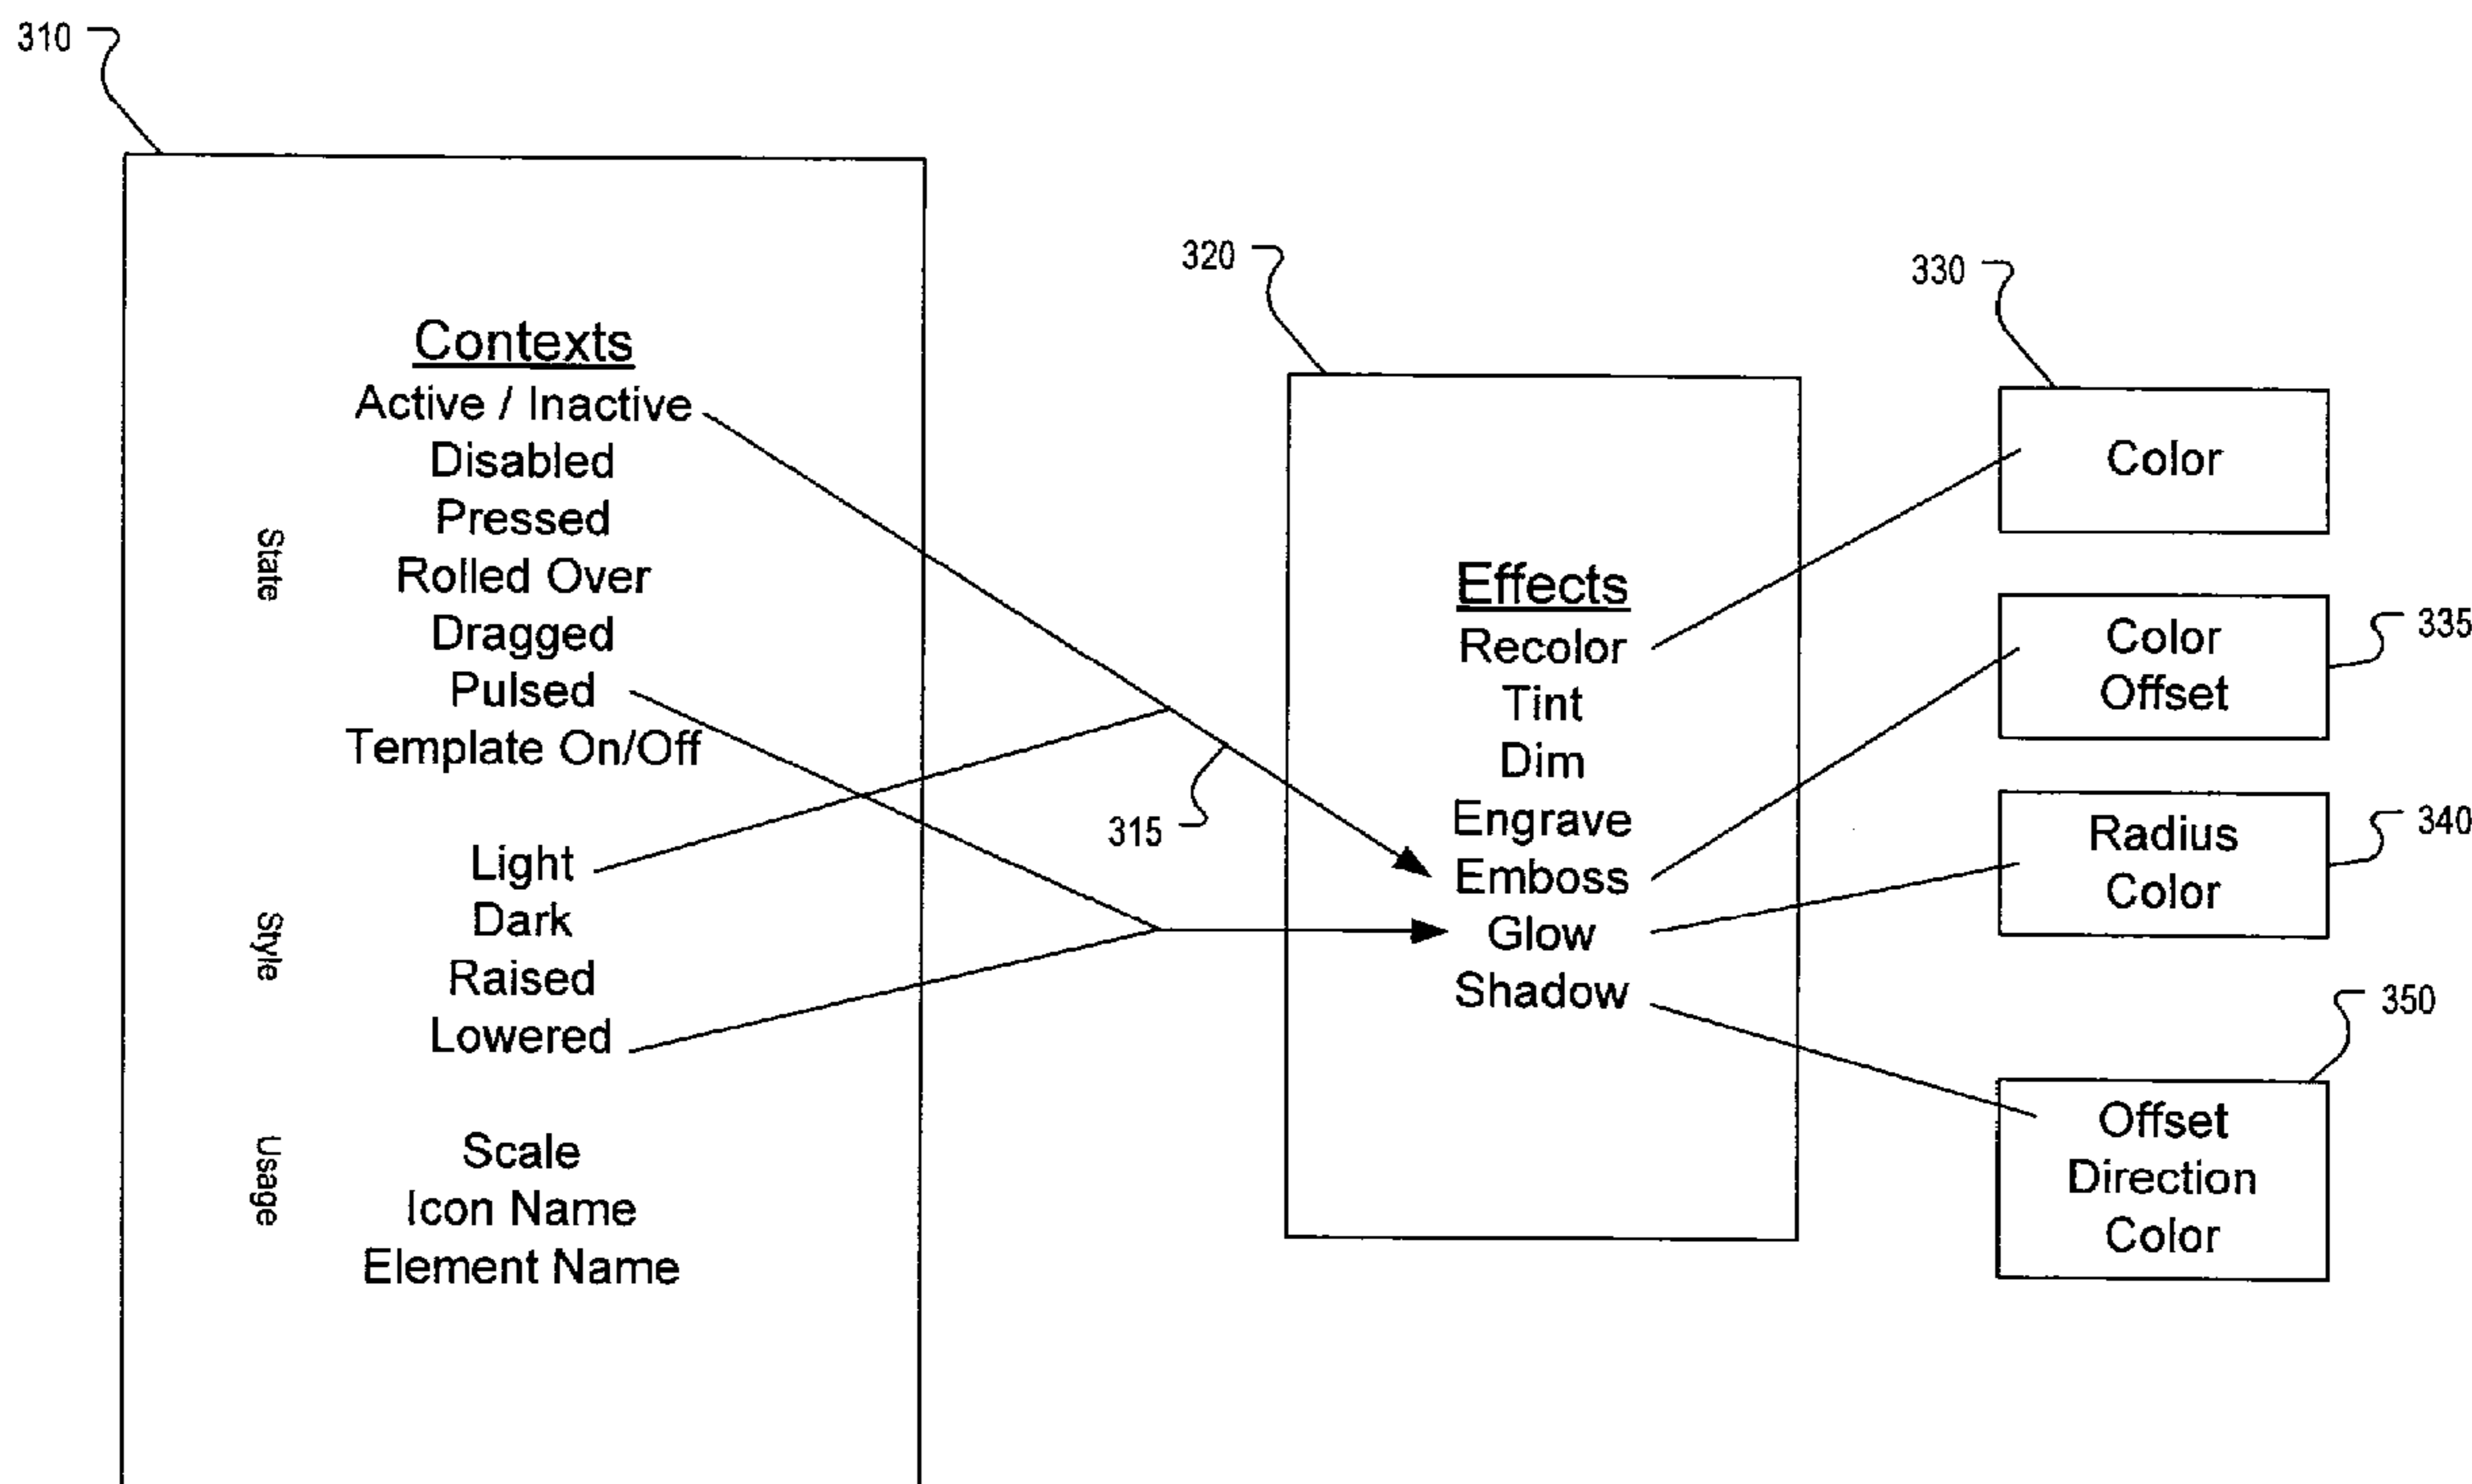 310
Contexts
Active / Inactive
Disabled
Pressed
Rolled Over
Dragged
Pulsed
Template On/Off
State
Light
Dark
Raised
Lowered
Style
Scale
Icon Name
Element Name
Usage
315
320
Effects
Recolor
Tint
Dim
Engrave
Emboss
Glow
Shadow
330
Color
Color
Offset
335
Radius
Color
340
350
Offset
Direction
Color